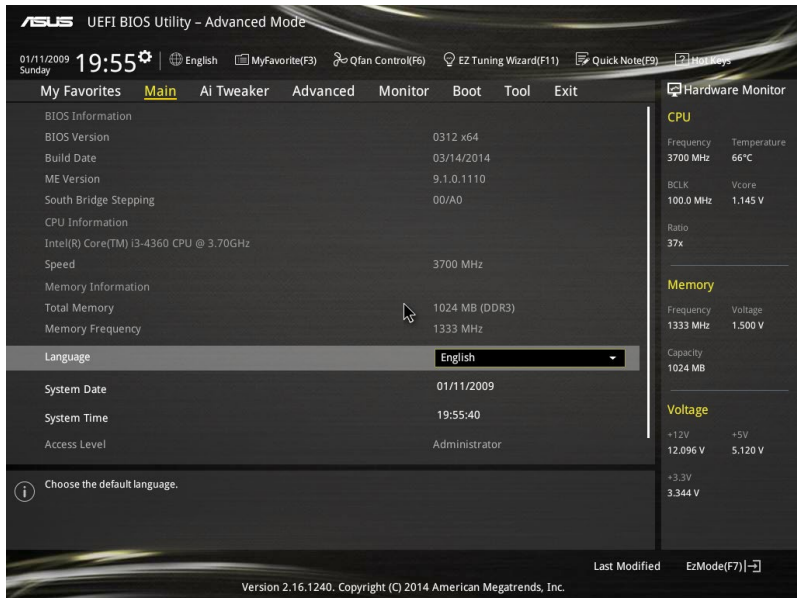 ASUS UEFI BIOS Utility – Advanced Mode
01/11/2009
Sunday
19:55
English
MyFavorite(F3)
Qfan Control(F6)
EZ Tuning Wizard(F11)
Quick Note(F9)
? Hot Keys
My Favorites Main Ai Tweaker Advanced Monitor Boot Tool Exit
BIOS Information
BIOS Version 0312 x64
Build Date 03/14/2014
ME Version 9.1.0.1110
South Bridge Stepping 00/A0
CPU Information
Intel(R) Core(TM) i3-4360 CPU @ 3.70GHz
Speed 3700 MHz
Memory Information
Total Memory 1024 MB (DDR3)
Memory Frequency 1333 MHz
Language English
System Date 01/11/2009
System Time 19:55:40
Access Level Administrator
Choose the default language.
Hardware Monitor
CPU
Frequency Temperature
3700 MHz 66°C
BCLK Vcore
100.0 MHz 1.145 V
Ratio
37x
Memory
Frequency Voltage
1333 MHz 1.500 V
Capacity
1024 MB
Voltage
+12V +5V
12.096 V 5.120 V
+3.3V
3.344 V
Last Modified EzMode(F7)
Version 2.16.1240. Copyright (C) 2014 American Megatrends, Inc.